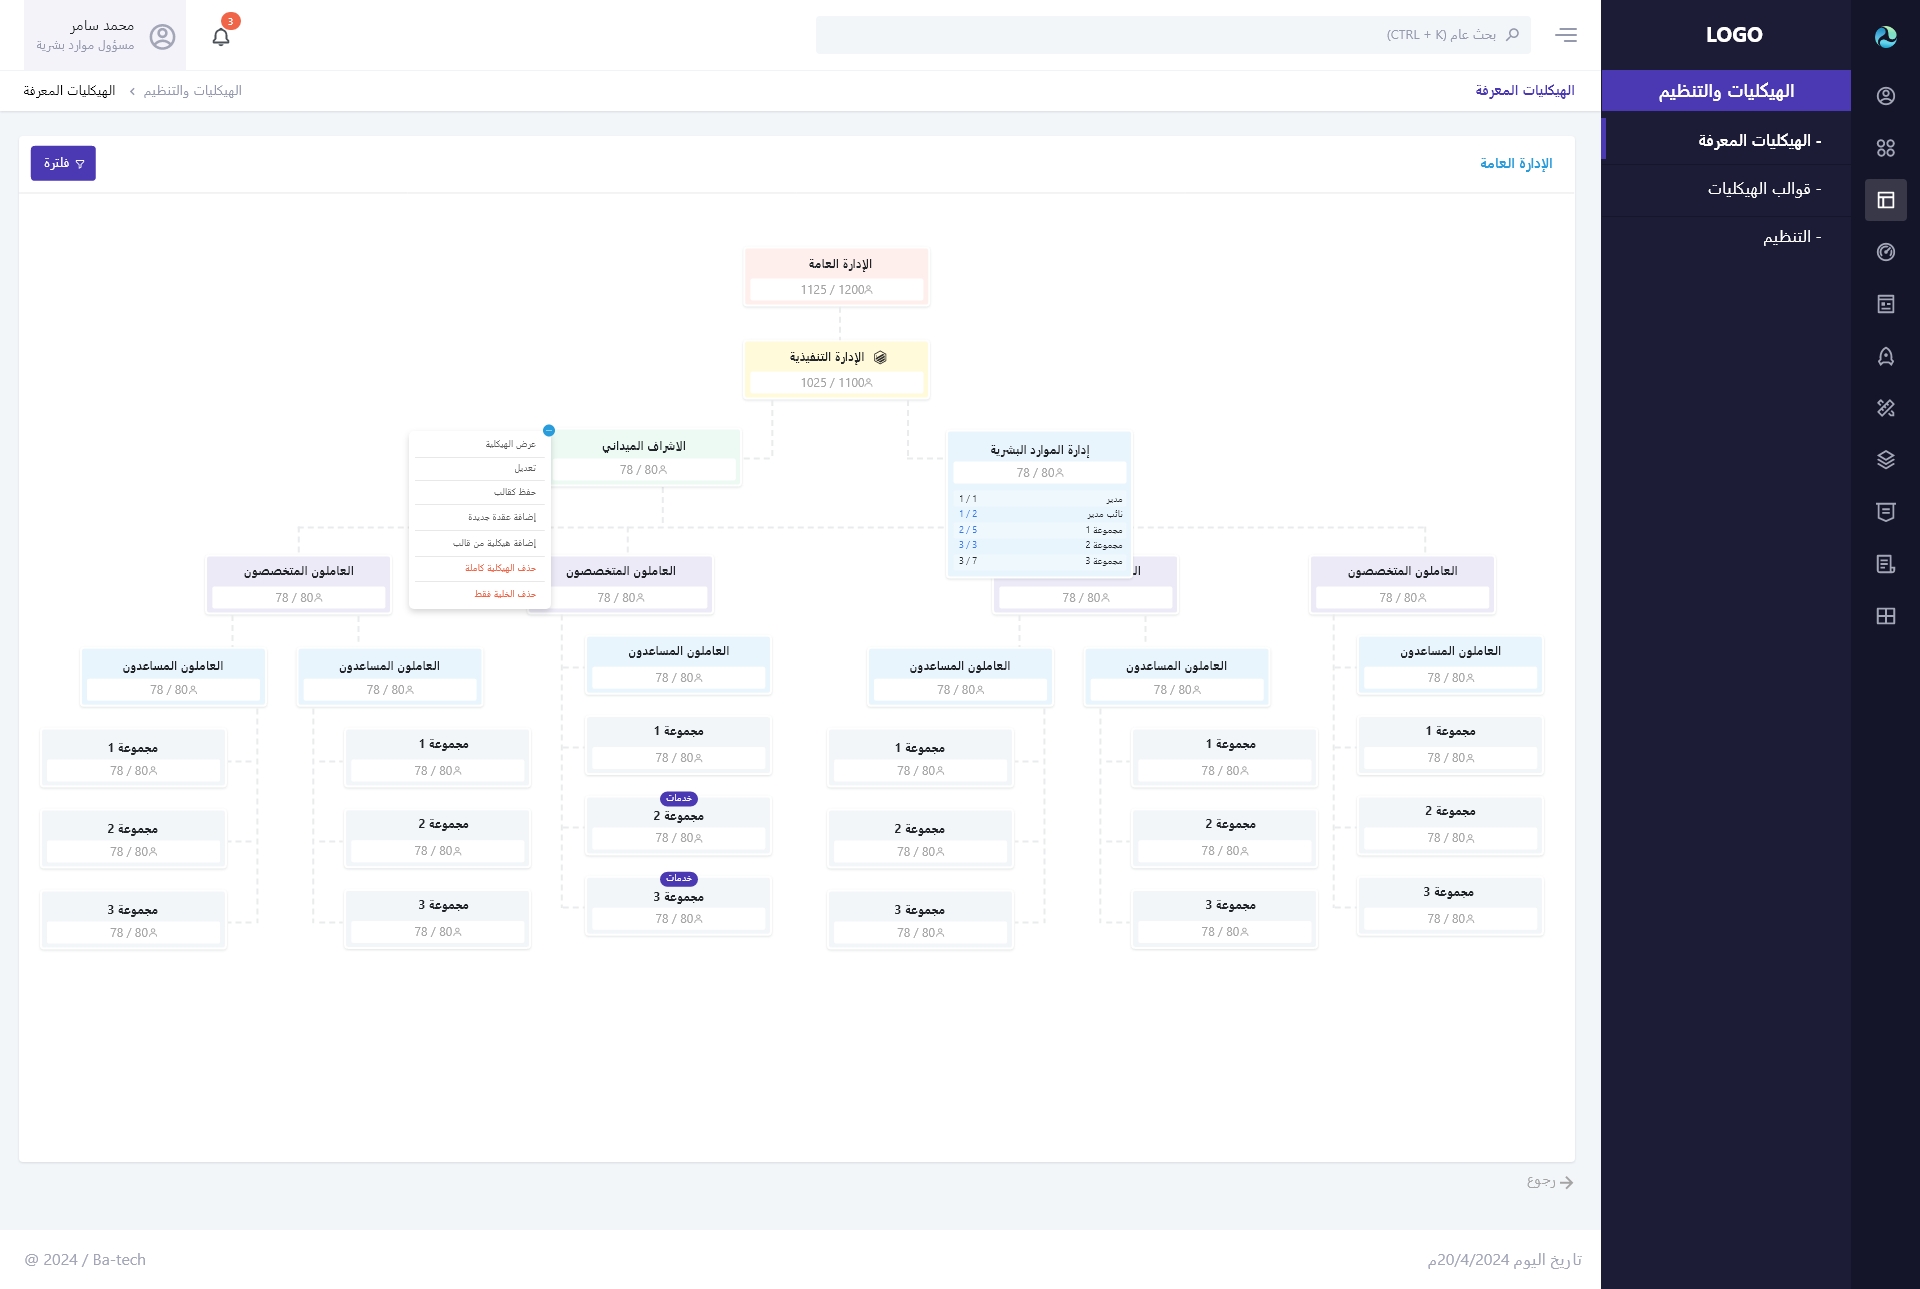 LOGO
بحث عام (CTRL + K)
3
محمد سامر
مسؤول موارد بشرية
الهيكليات والتنظيم
- الهيكليات المعرفة
- قوالب الهيكليات
- التنظيم
الهيكليات المعرفة
الهيكليات والتنظيم › الهيكليات المعرفة
الإدارة العامة
فلترة
الإدارة العامة
1125 / 1200
الإدارة التنفيذية
1025 / 1100
إدارة الموارد البشرية
78 / 80
مدير 1 / 1
نائب مدير 1 / 2
مجموعة 1 2 / 5
مجموعة 2 3 / 3
مجموعة 3 3 / 7
الاشراف الميداني
78 / 80
عرض الهيكلية
تعديل
حفظ كقالب
إضافة عقدة جديدة
إضافة هيكلية من قالب
حذف الهيكلية كاملة
حذف الخلية فقط
العاملون المتخصصون
78 / 80
ال
78 / 80
العاملون المتخصصون
78 / 80
العاملون المتخصصون
78 / 80
العاملون المساعدون
78 / 80
العاملون المساعدون
78 / 80
العاملون المساعدون
78 / 80
العاملون المساعدون
78 / 80
العاملون المساعدون
78 / 80
العاملون المساعدون
78 / 80
مجموعة 1
78 / 80
مجموعة 1
78 / 80
مجموعة 1
78 / 80
مجموعة 1
78 / 80
مجموعة 1
78 / 80
مجموعة 1
78 / 80
مجموعة 2
78 / 80
مجموعة 2
78 / 80
مجموعة 2
78 / 80
خدمات
مجموعة 2
78 / 80
مجموعة 2
78 / 80
مجموعة 2
78 / 80
مجموعة 3
78 / 80
مجموعة 3
78 / 80
مجموعة 3
78 / 80
خدمات
مجموعة 3
78 / 80
مجموعة 3
78 / 80
مجموعة 3
78 / 80
رجوع
تاريخ اليوم 20/4/2024م
@ 2024 / Ba-tech